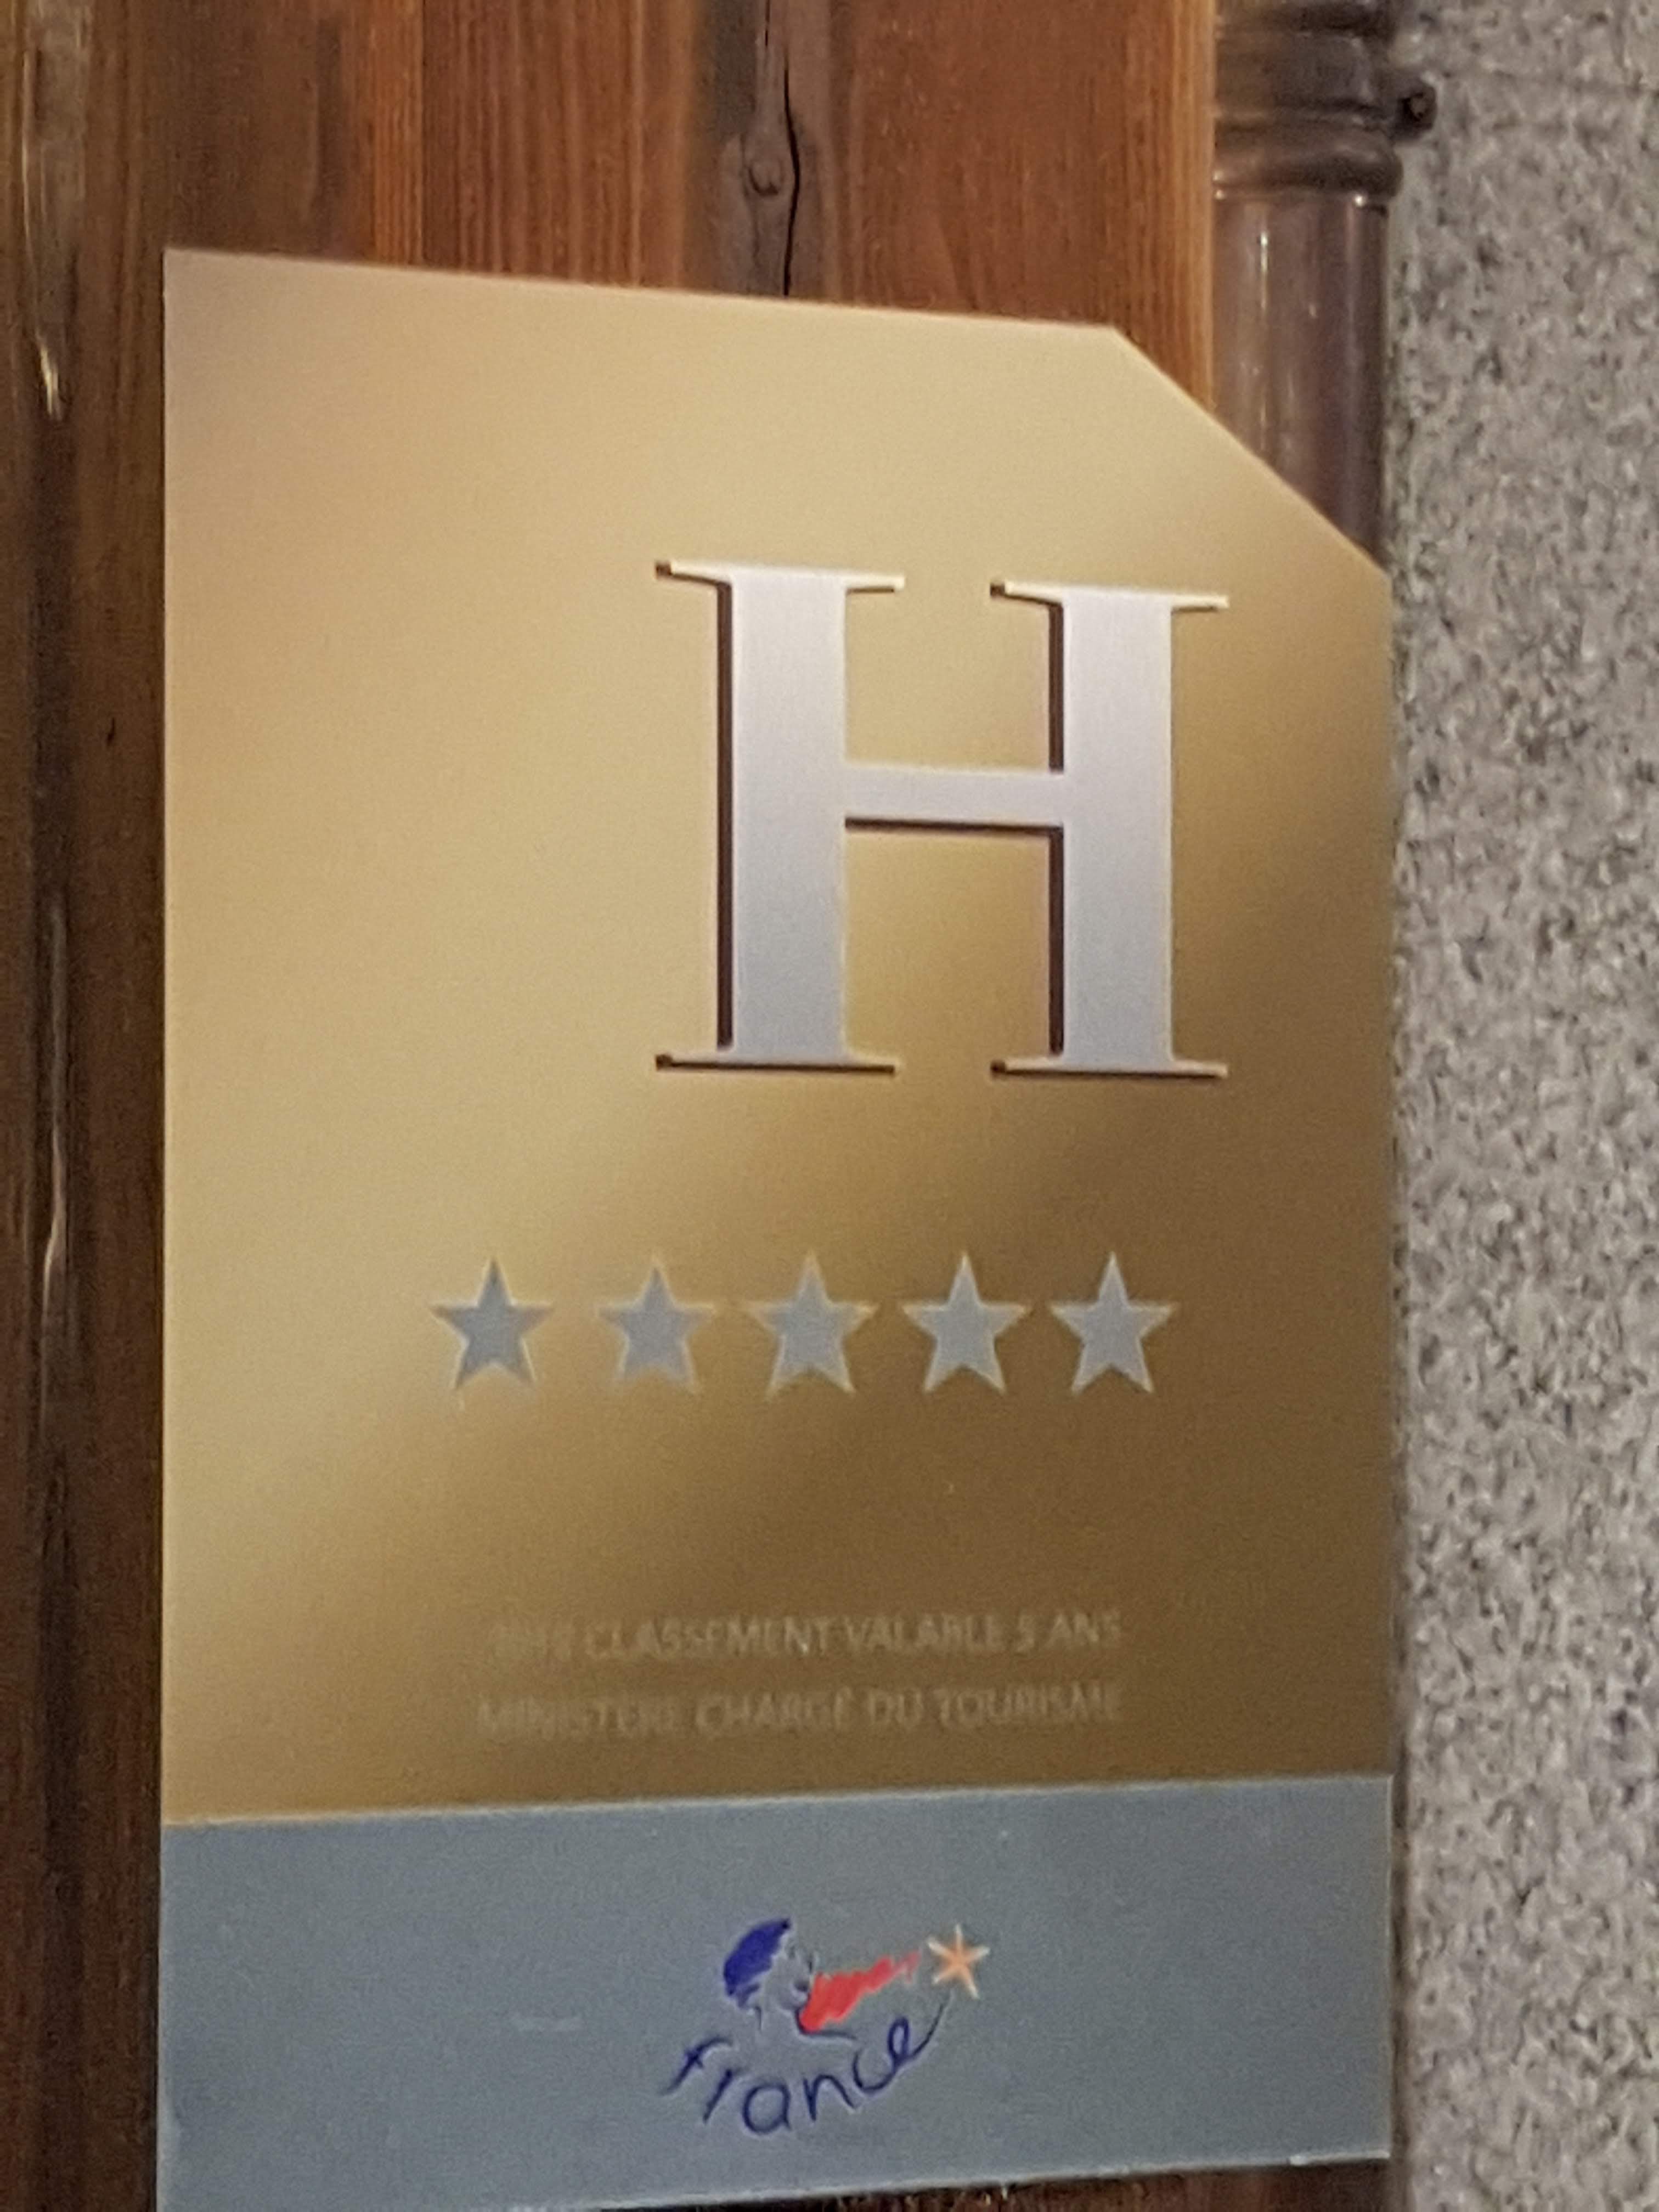 H
CLASSEMENT VALABLE 5 ANS
MINISTÈRE CHARGÉ DU TOURISME
france